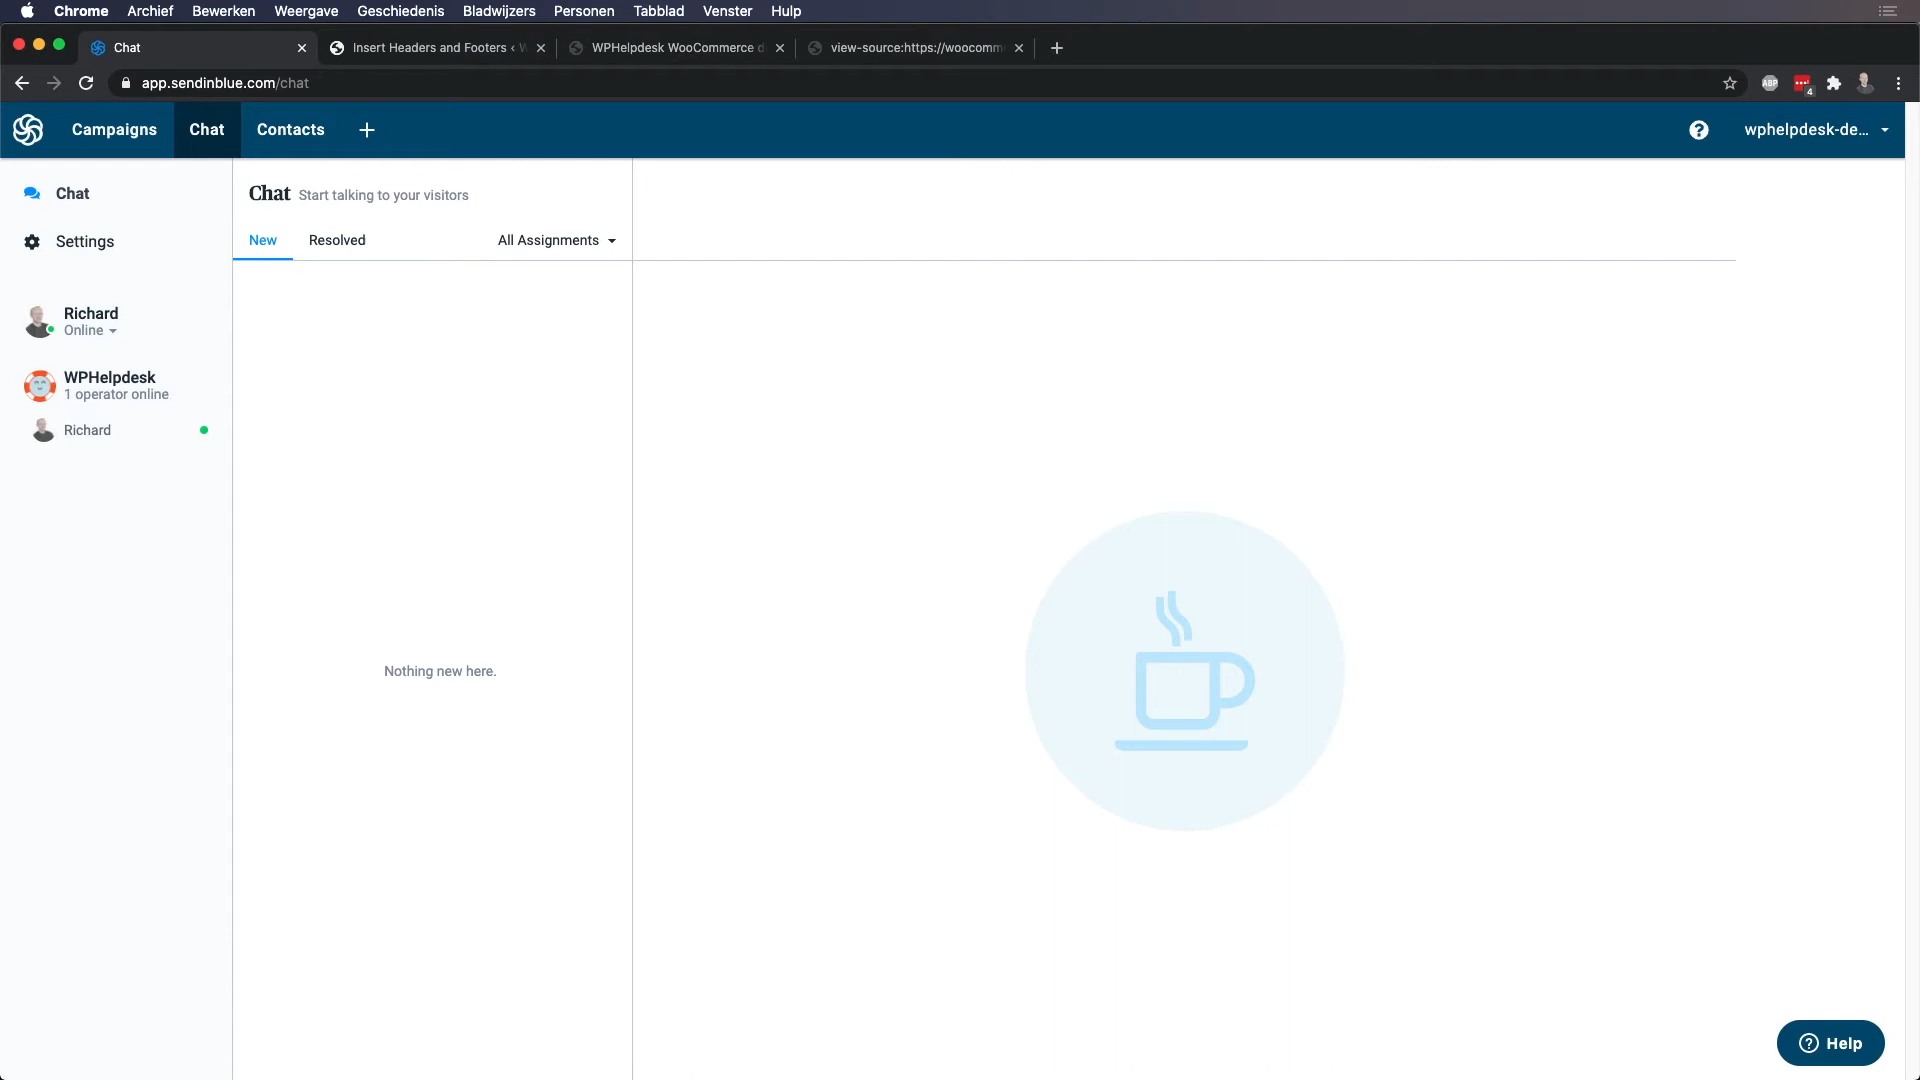 Chrome Archief Bewerken Weergave Geschiedenis Bladwijzers Personen Tabblad Venster Hulp
Chat
Insert Headers and Footers ‹ W
WPHelpdesk WooCommerce d
view-source:https://woocomm
app.sendinblue.com/chat
ABP
4
Campaigns Chat Contacts
wphelpdesk-de...
Chat
Settings
Richard
Online
WPHelpdesk
1 operator online
Richard
Chat Start talking to your visitors
New Resolved All Assignments
Nothing new here.
Help